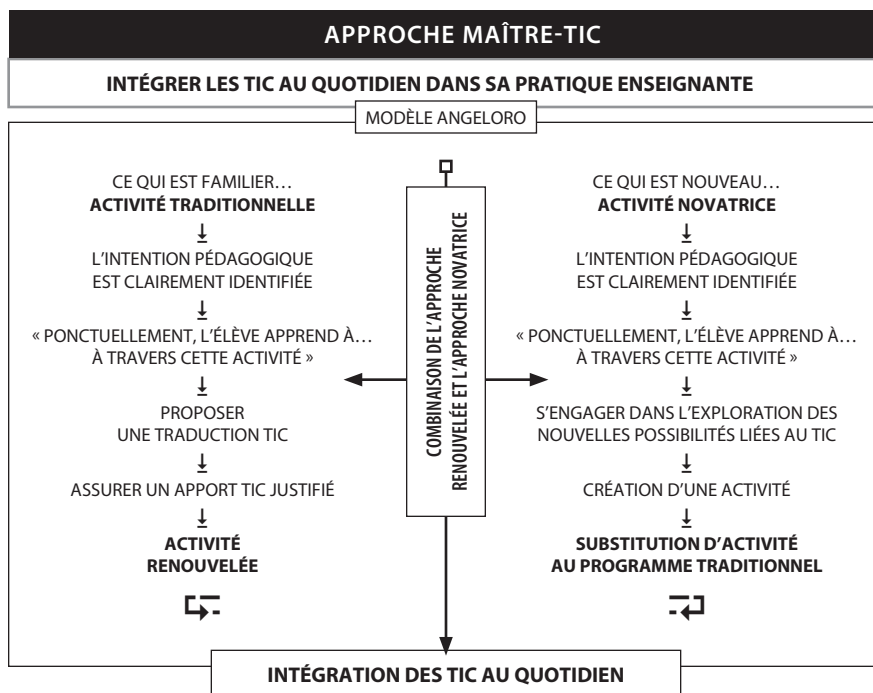 APPROCHE MAÎTRE-TIC
INTÉGRER LES TIC AU QUOTIDIEN DANS SA PRATIQUE ENSEIGNANTE
MODÈLE ANGELORO
CE QUI EST FAMILIER…
ACTIVITÉ TRADITIONNELLE
L’INTENTION PÉDAGOGIQUE
EST CLAIREMENT IDENTIFIÉE
« PONCTUELLEMENT, L’ÉLÈVE APPREND À…
À TRAVERS CETTE ACTIVITÉ »
PROPOSER
UNE TRADUCTION TIC
ASSURER UN APPORT TIC JUSTIFIÉ
ACTIVITÉ
RENOUVELÉE
COMBINAISON DE L’APPROCHE
RENOUVELÉE ET L’APPROCHE NOVATRICE
CE QUI EST NOUVEAU…
ACTIVITÉ NOVATRICE
L’INTENTION PÉDAGOGIQUE
EST CLAIREMENT IDENTIFIÉE
« PONCTUELLEMENT, L’ÉLÈVE APPREND À…
À TRAVERS CETTE ACTIVITÉ »
S’ENGAGER DANS L’EXPLORATION DES
NOUVELLES POSSIBILITÉS LIÉES AU TIC
CRÉATION D’UNE ACTIVITÉ
SUBSTITUTION D’ACTIVITÉ
AU PROGRAMME TRADITIONNEL
INTÉGRATION DES TIC AU QUOTIDIEN